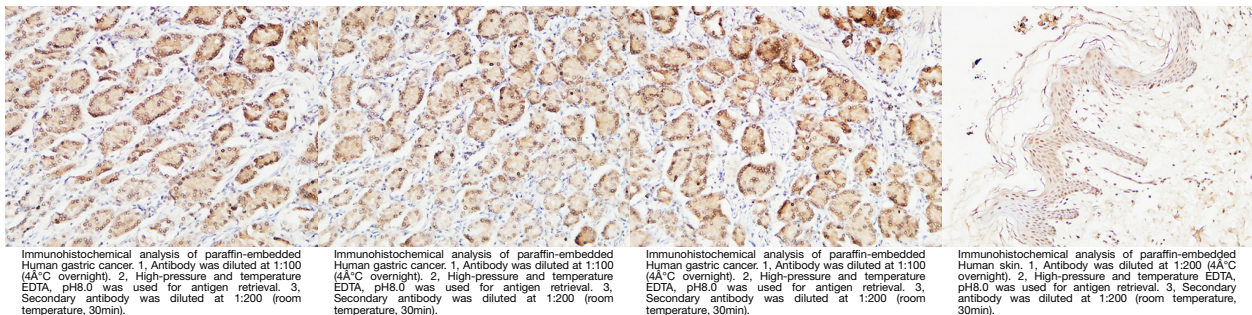 Immunohistochemical analysis of paraffin-embedded
Human gastric cancer. 1, Antibody was diluted at 1:100
(4Â°C overnight). 2, High-pressure and temperature
EDTA, pH8.0 was used for antigen retrieval. 3,
Secondary antibody was diluted at 1:200 (room
temperature, 30min).
Immunohistochemical analysis of paraffin-embedded
Human gastric cancer. 1, Antibody was diluted at 1:100
(4Â°C overnight). 2, High-pressure and temperature
EDTA, pH8.0 was used for antigen retrieval. 3,
Secondary antibody was diluted at 1:200 (room
temperature, 30min).
Immunohistochemical analysis of paraffin-embedded
Human gastric cancer. 1, Antibody was diluted at 1:100
(4Â°C overnight). 2, High-pressure and temperature
EDTA, pH8.0 was used for antigen retrieval. 3,
Secondary antibody was diluted at 1:200 (room
temperature, 30min).
Immunohistochemical analysis of paraffin-embedded
Human skin. 1, Antibody was diluted at 1:200 (4Â°C
overnight). 2, High-pressure and temperature EDTA,
pH8.0 was used for antigen retrieval. 3, Secondary
antibody was diluted at 1:200 (room temperature,
30min).